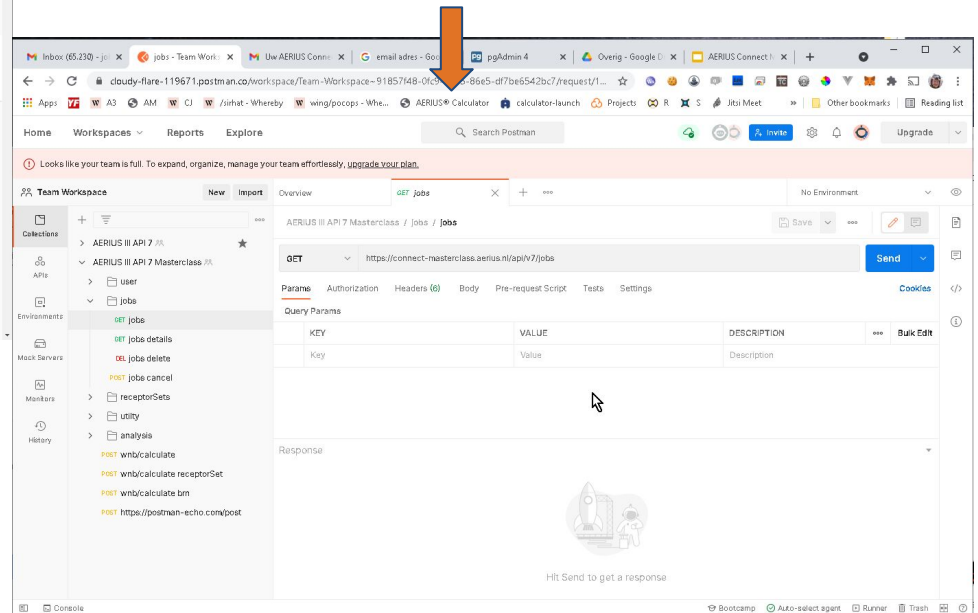 Inbox (65.230) - jo
jobs - Team Works
Uw AERIUS Connec
email adres - Goo
pgAdmin 4
Overig - Google D
AERIUS Connect M
cloudy-flare-119671.postman.co/workspace/Team-Workspace~91857f48-0fc9
-86e5-df7be6542bc7/request/1...
Apps
A3
AM
CJ
/sirhat - Whereby
wing/pocops - Whe...
AERIUS® Calculator
calculator-launch
Projects
R
S
Jitsi Meet
»
Other bookmarks
Reading list
Home
Workspaces
Reports
Explore
Search Postman
Invite
Upgrade
Looks like your team is full. To expand, organize, manage your team effortlessly, upgrade your plan.
Team Workspace
New
Import
Overview
GET jobs
No Environment
Collections
APIs
Environments
Mock Servers
Monitors
History
AERIUS III API 7
AERIUS III API 7 Masterclass
user
jobs
GET jobs
GET jobs details
DEL jobs delete
POST jobs cancel
receptorSets
utilty
analysis
POST wnb/calculate
POST wnb/calculate receptorSet
POST wnb/calculate bm
POST https://postman-echo.com/post
AERIUS III API 7 Masterclass / jobs / jobs
Save
GET
https://connect-masterclass.aerius.nl/api/v7/jobs
Send
Params
Authorization
Headers (6)
Body
Pre-request Script
Tests
Settings
Cookies
Query Params
KEY
VALUE
DESCRIPTION
Bulk Edit
Key
Value
Description
Response
Hit Send to get a response
Console
Bootcamp
Auto-select agent
Runner
Trash